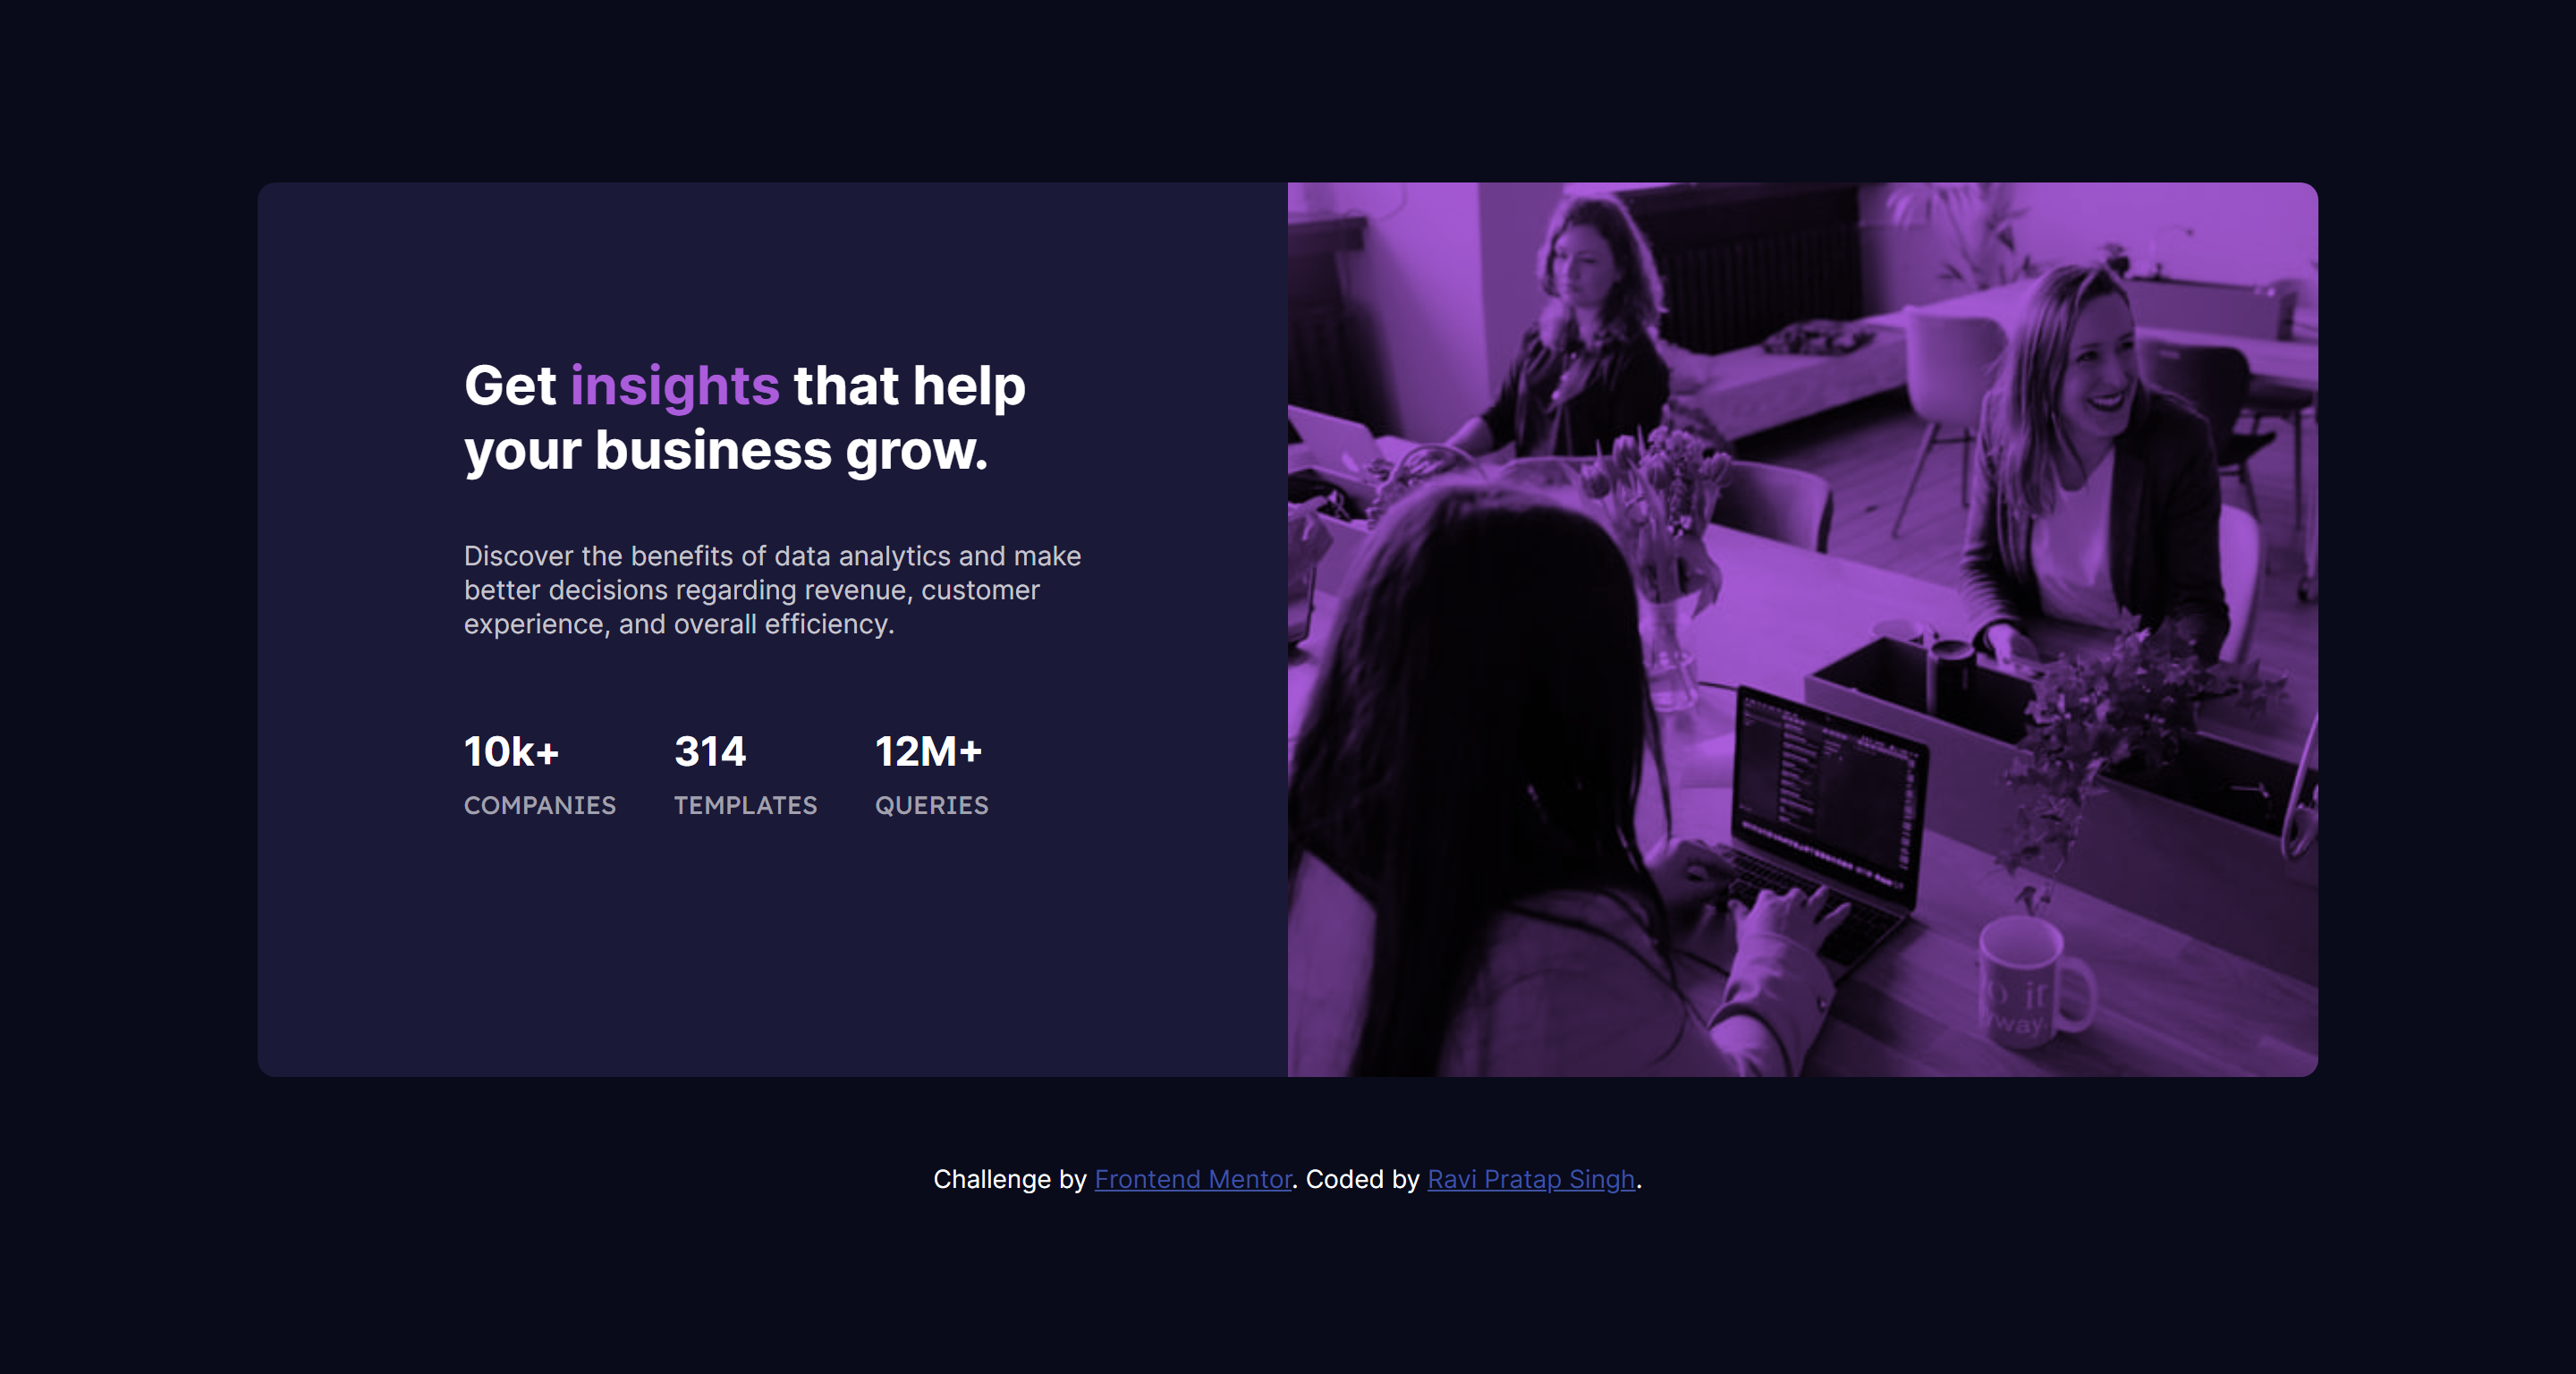 Get insights that help
your business grow.
Discover the benefits of data analytics and make
better decisions regarding revenue, customer
experience, and overall efficiency.
10k+ 314 12M+
COMPANIES TEMPLATES QUERIES
Challenge by Frontend Mentor. Coded by Ravi Pratap Singh.